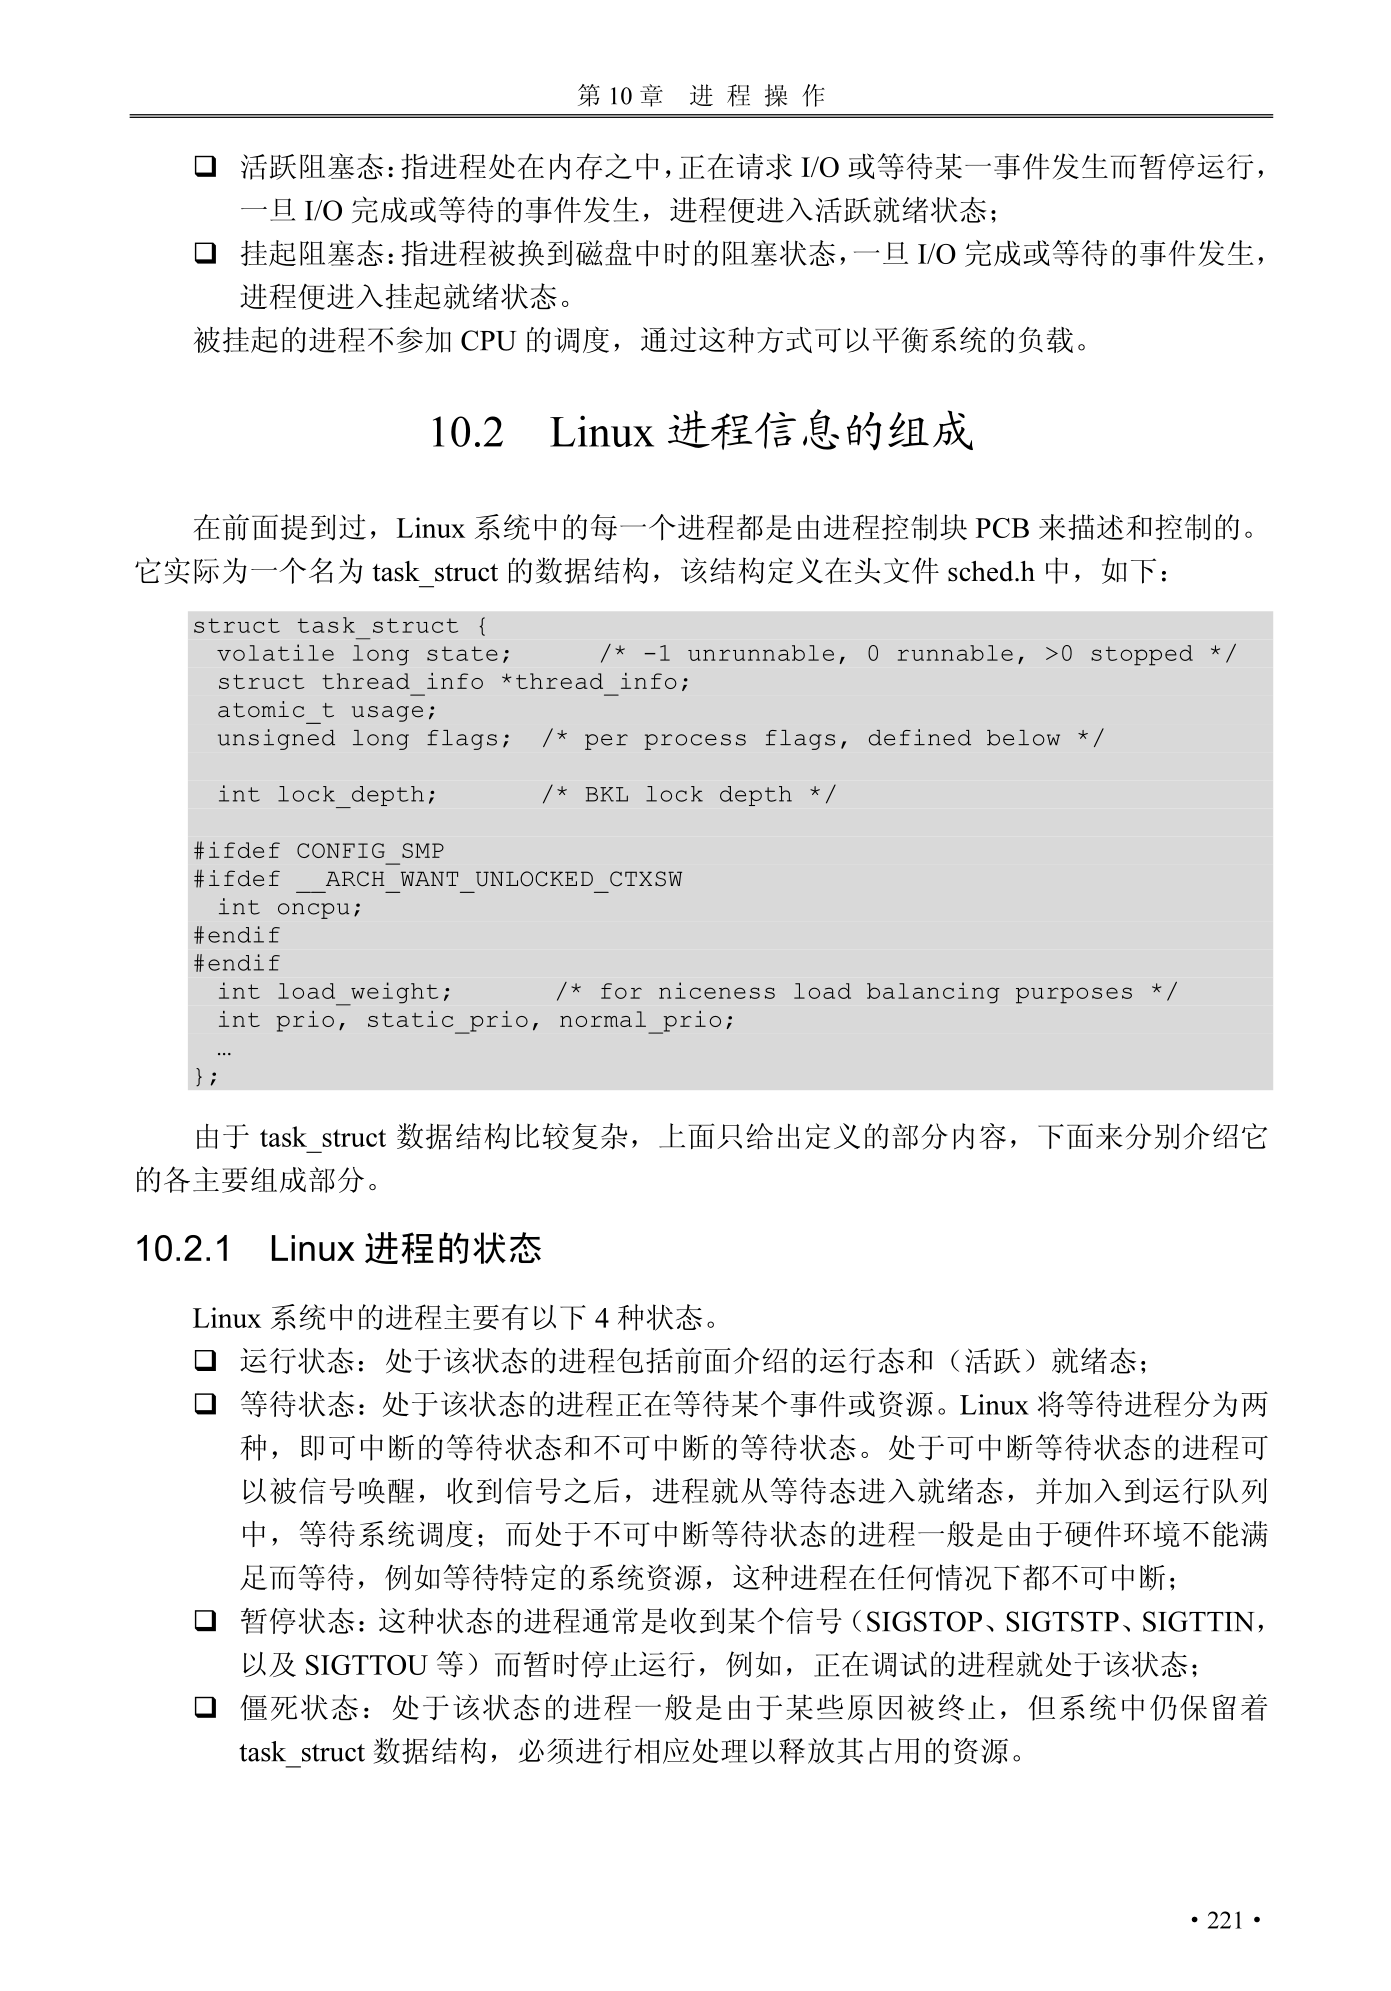 第 10 章 进 程 操 作
❑ 活跃阻塞态：指进程处在内存之中，正在请求 I/O 或等待某一事件发生而暂停运行，
一旦 I/O 完成或等待的事件发生，进程便进入活跃就绪状态；
❑ 挂起阻塞态：指进程被换到磁盘中时的阻塞状态，一旦 I/O 完成或等待的事件发生，
进程便进入挂起就绪状态。
被挂起的进程不参加 CPU 的调度，通过这种方式可以平衡系统的负载。
10.2 Linux 进程信息的组成
在前面提到过，Linux 系统中的每一个进程都是由进程控制块 PCB 来描述和控制的。
它实际为一个名为 task_struct 的数据结构，该结构定义在头文件 sched.h 中，如下：
struct task_struct {
volatile long state; /* -1 unrunnable, 0 runnable, >0 stopped */
struct thread_info *thread_info;
atomic_t usage;
unsigned long flags; /* per process flags, defined below */
int lock_depth; /* BKL lock depth */
#ifdef CONFIG_SMP
#ifdef __ARCH_WANT_UNLOCKED_CTXSW
int oncpu;
#endif
#endif
int load_weight; /* for niceness load balancing purposes */
int prio, static_prio, normal_prio;
…
};
由于 task_struct 数据结构比较复杂，上面只给出定义的部分内容，下面来分别介绍它
的各主要组成部分。
10.2.1 Linux 进程的状态
Linux 系统中的进程主要有以下 4 种状态。
❑ 运行状态：处于该状态的进程包括前面介绍的运行态和（活跃）就绪态；
❑ 等待状态：处于该状态的进程正在等待某个事件或资源。Linux 将等待进程分为两
种，即可中断的等待状态和不可中断的等待状态。处于可中断等待状态的进程可
以被信号唤醒，收到信号之后，进程就从等待态进入就绪态，并加入到运行队列
中，等待系统调度；而处于不可中断等待状态的进程一般是由于硬件环境不能满
足而等待，例如等待特定的系统资源，这种进程在任何情况下都不可中断；
❑ 暂停状态：这种状态的进程通常是收到某个信号（SIGSTOP、SIGTSTP、SIGTTIN，
以及 SIGTTOU 等）而暂时停止运行，例如，正在调试的进程就处于该状态；
❑ 僵死状态：处于该状态的进程一般是由于某些原因被终止，但系统中仍保留着
task_struct 数据结构，必须进行相应处理以释放其占用的资源。
• 221 •